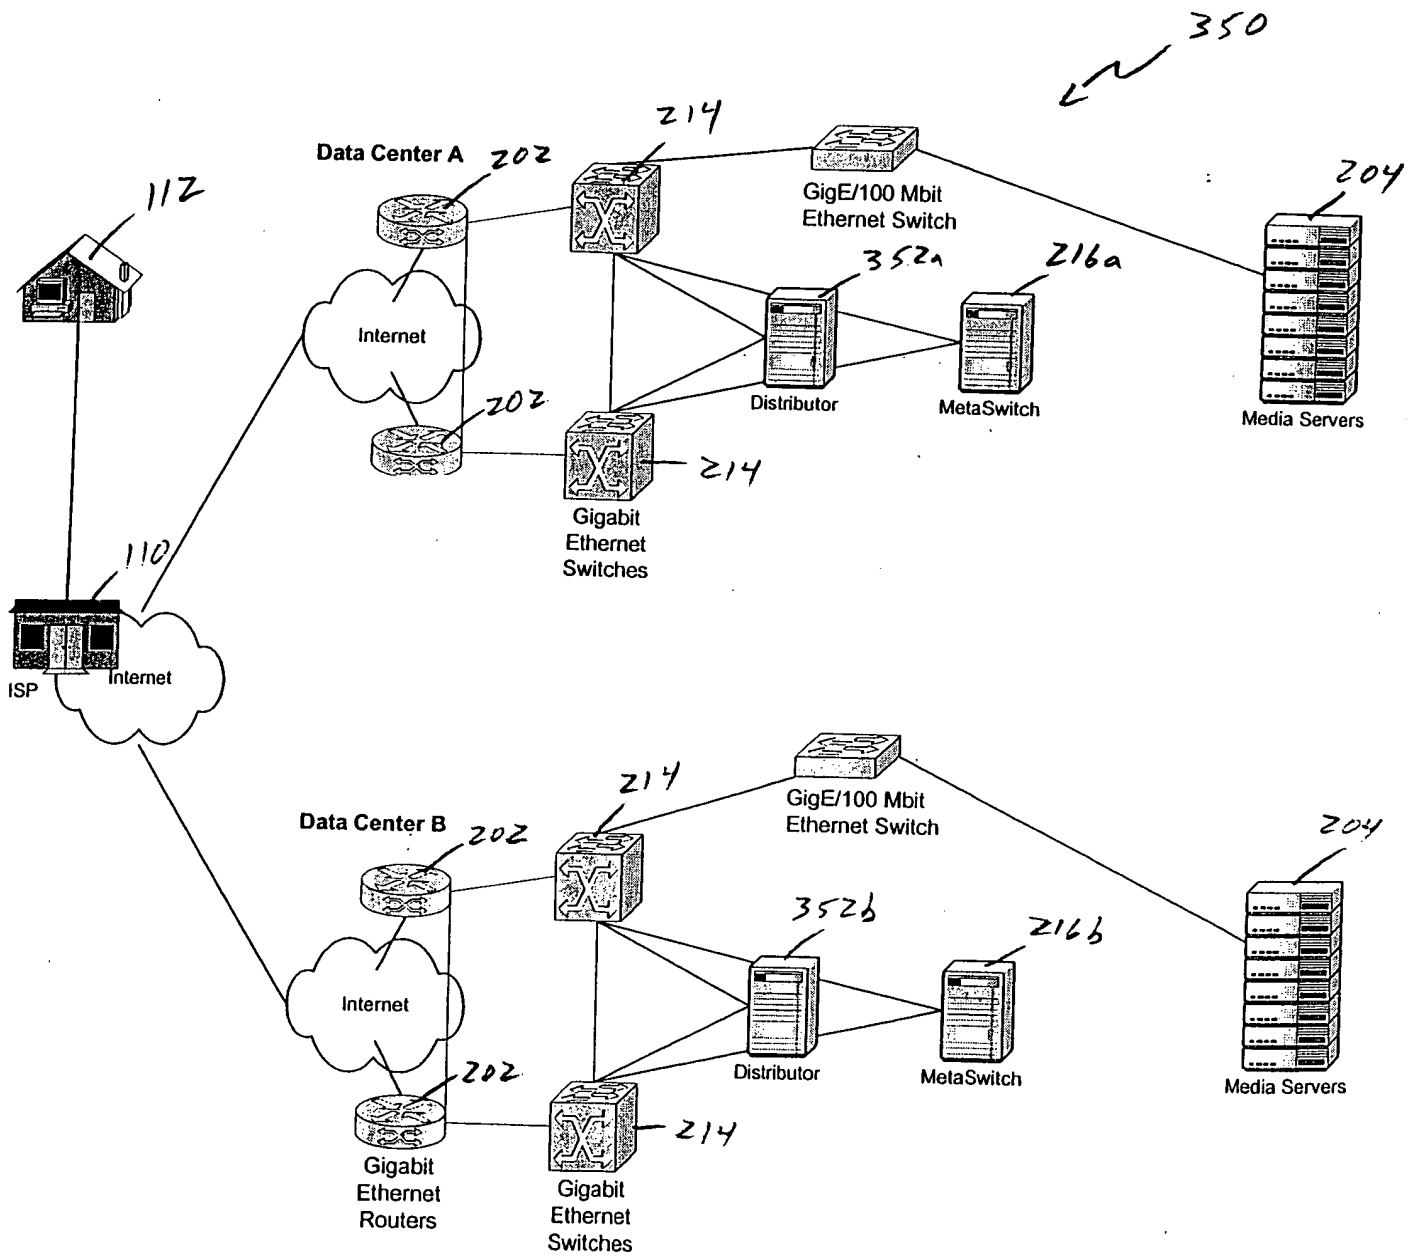 350
214
Data Center A
202
112
GigE/100 Mbit
Ethernet Switch
204
352a
216a
Internet
202
Distributor
MetaSwitch
Media Servers
214
Gigabit
Ethernet
Switches
110
ISP
Internet
214
GigE/100 Mbit
Ethernet Switch
Data Center B
202
204
352b
216b
Internet
202
Distributor
MetaSwitch
Media Servers
214
Gigabit
Ethernet
Routers
Gigabit
Ethernet
Switches